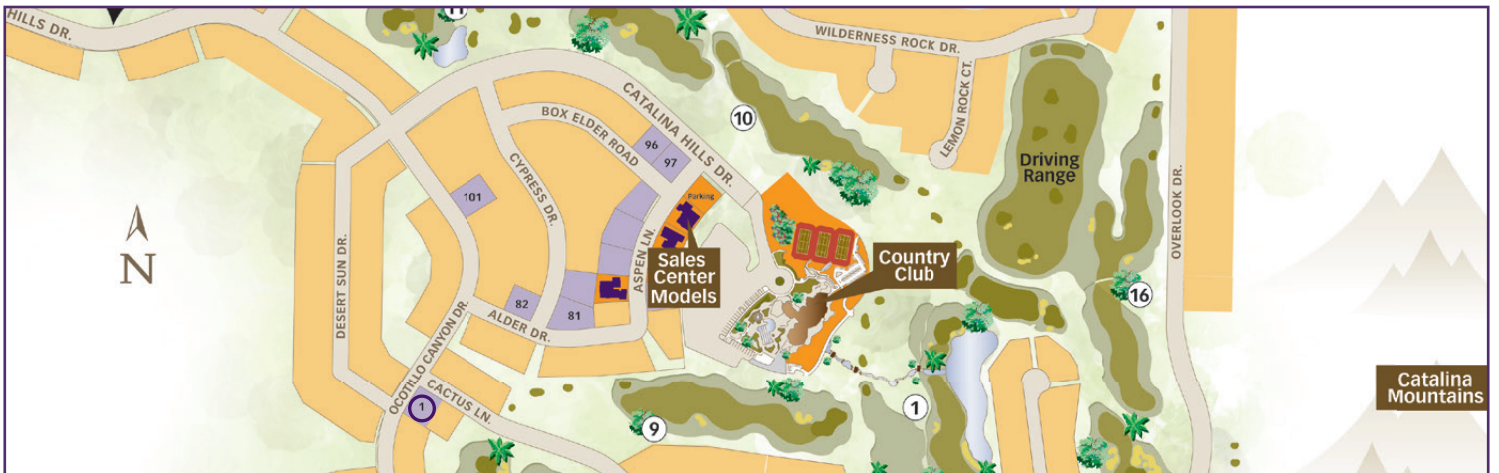 HILLS DR.
11
WILDERNESS ROCK DR.
LEMON ROCK CT.
CATALINA HILLS DR.
10
BOX ELDER ROAD
96
97
Driving
Range
OVERLOOK DR.
CYPRESS DR.
101
Parking
N
DESERT SUN DR.
ASPEN LN.
Sales
Center
Models
Country
Club
16
82
81
ALDER DR.
OCOTILLO CANYON DR.
CACTUS LN.
1
9
1
Catalina
Mountains